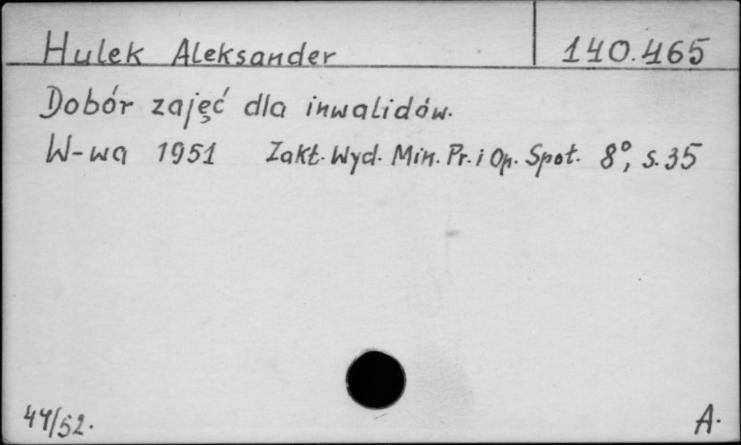 Hulek Aleksander 140.465
Dobór zajęć dla inwalidów.
W-wa 1951 Zakł. Wyd. Min. Pr. i Op. Społ. 8°, s. 35
44/52.
A.